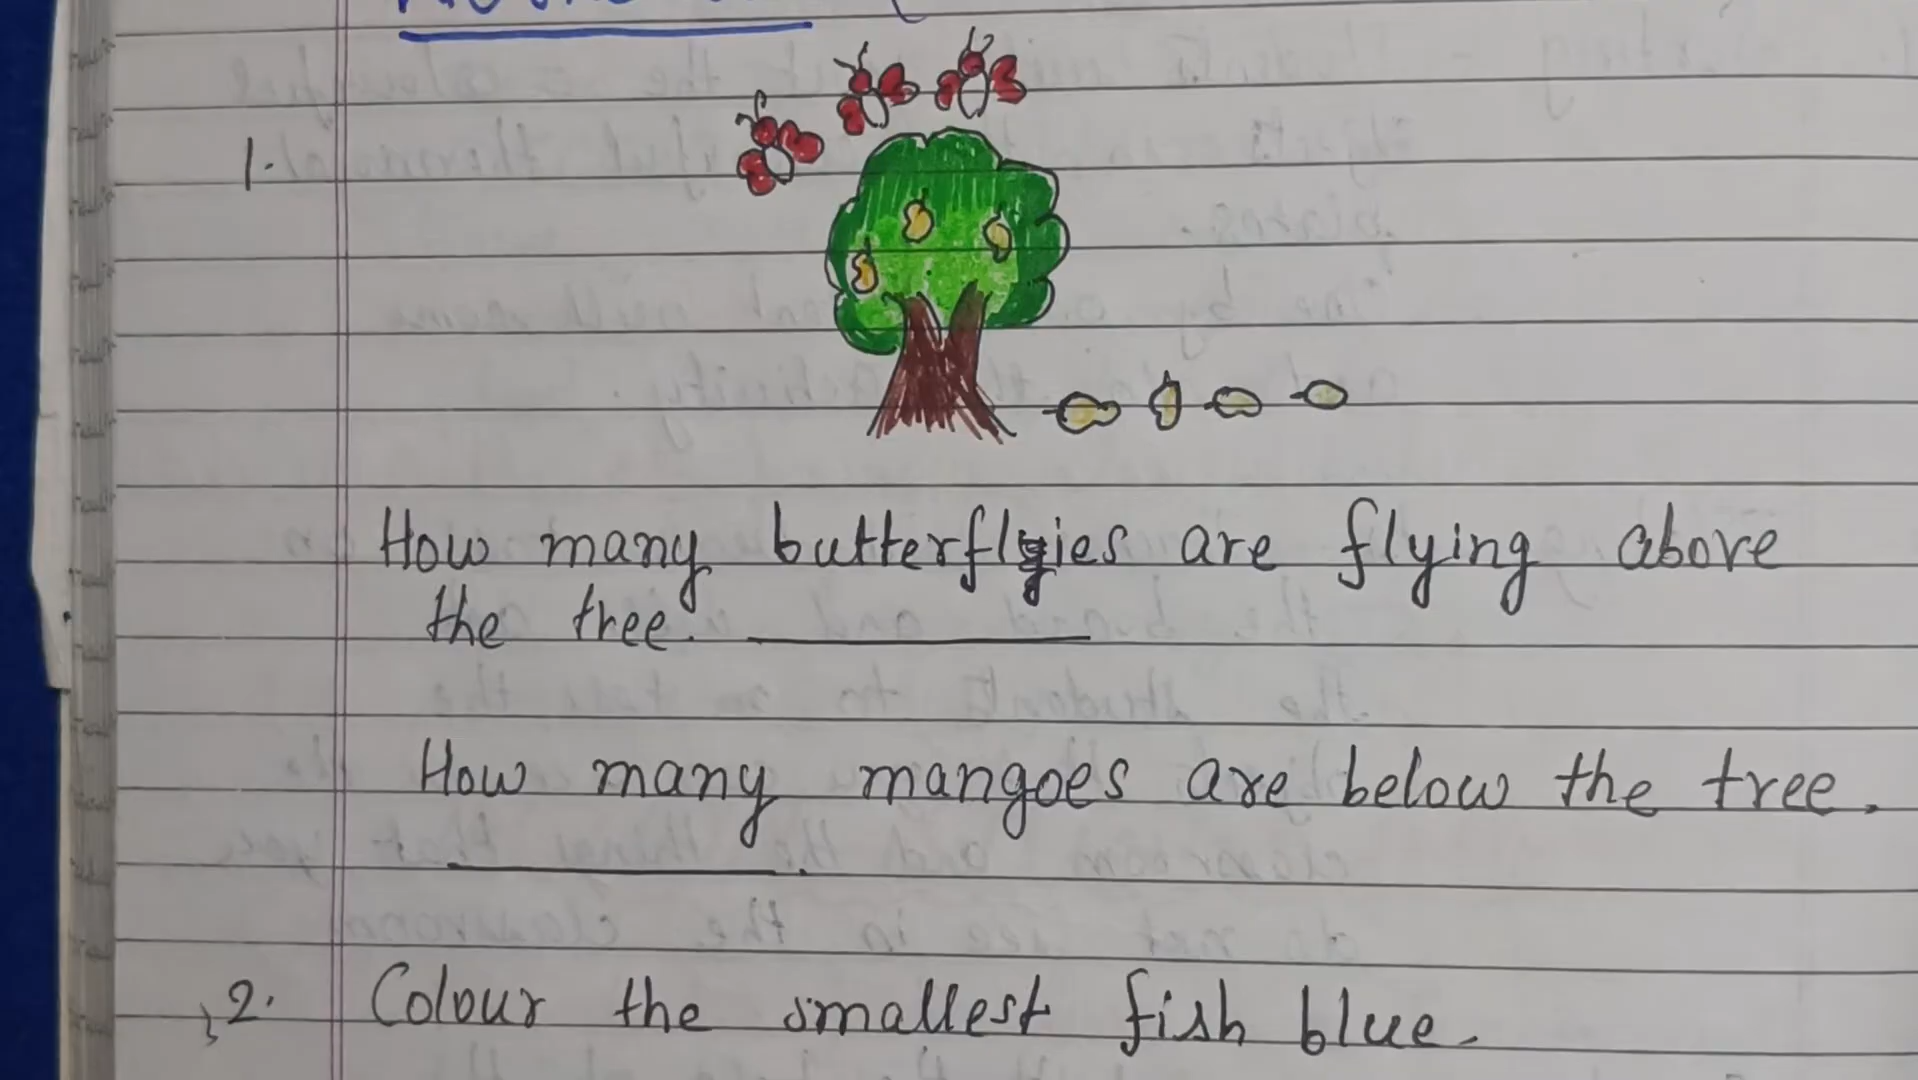 1.
How many butterflyies are flying above
the tree.
How many mangoes are below the tree.
2. Colour the smallest fish blue.